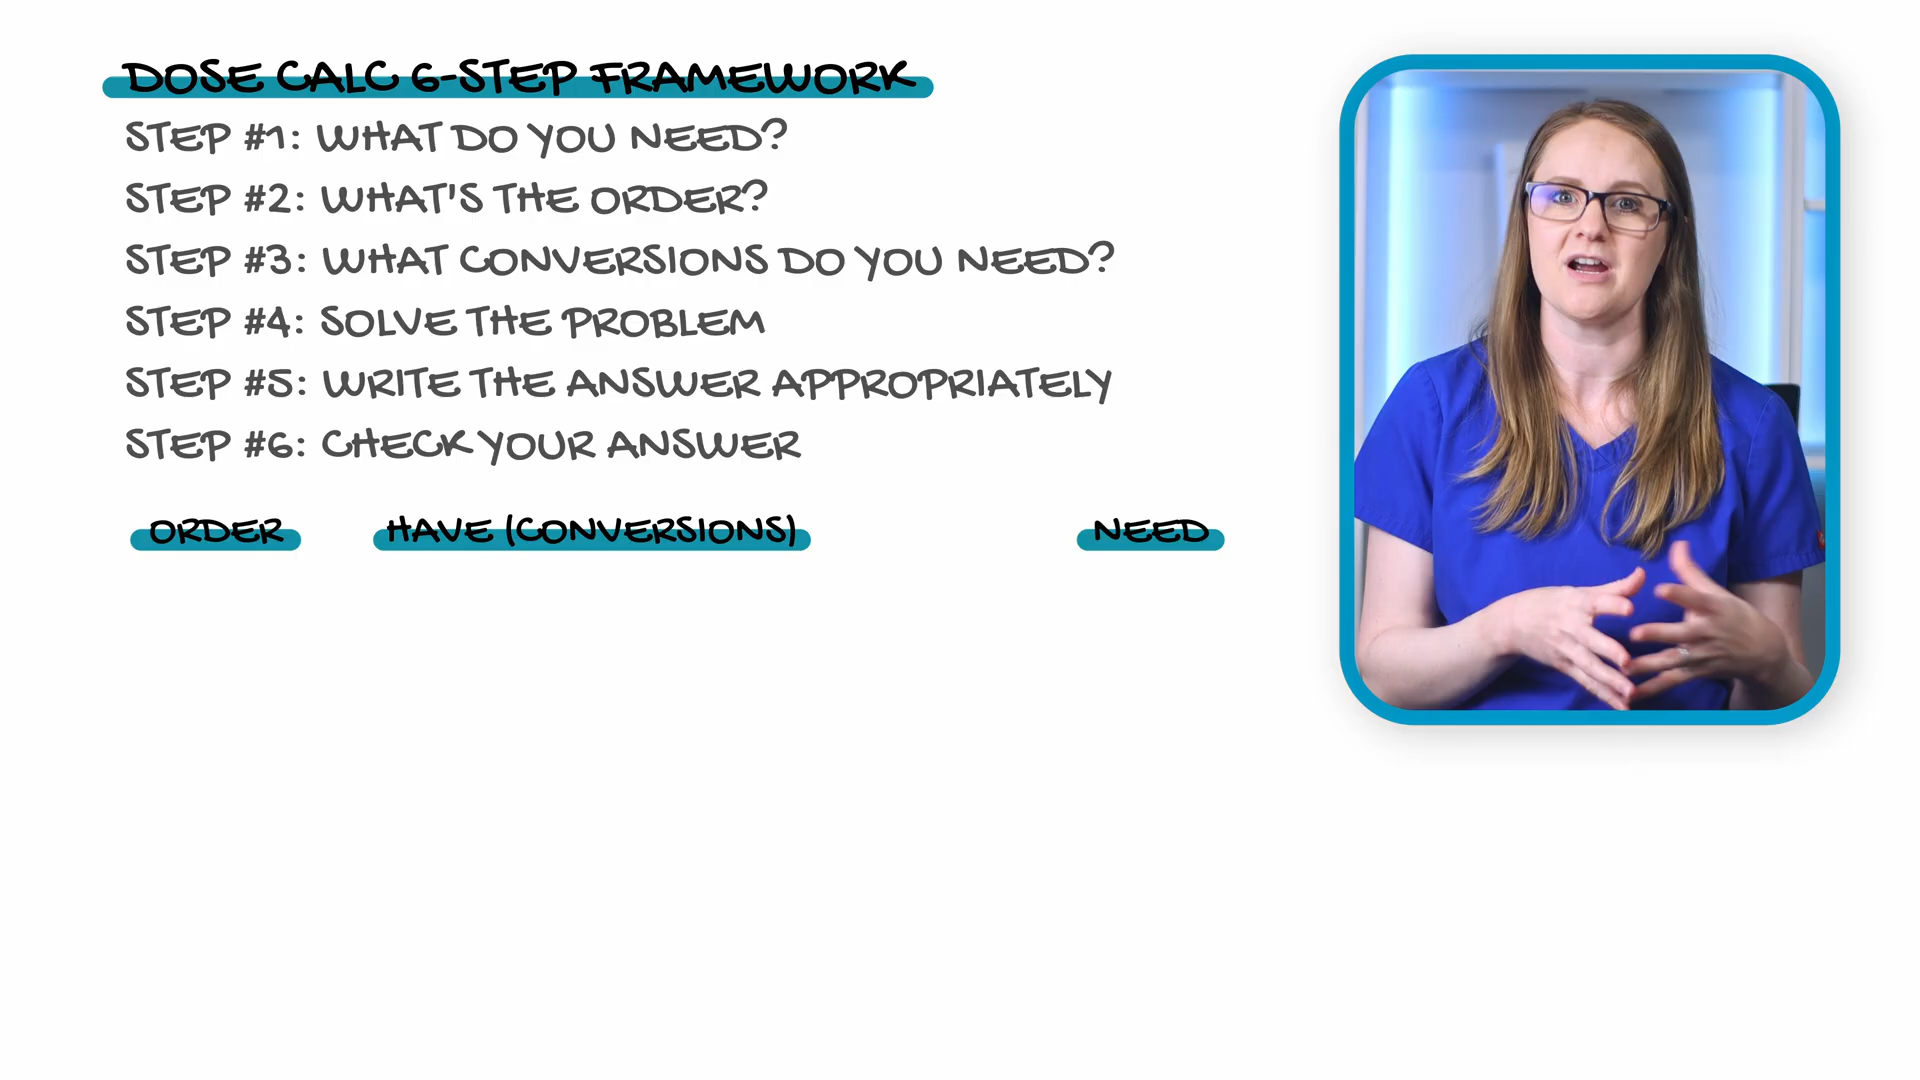 DOSE CALC 6-STEP FRAMEWORK
STEP #1: WHAT DO YOU NEED?
STEP #2: WHAT'S THE ORDER?
STEP #3: WHAT CONVERSIONS DO YOU NEED?
STEP #4: SOLVE THE PROBLEM
STEP #5: WRITE THE ANSWER APPROPRIATELY
STEP #6: CHECK YOUR ANSWER
ORDER HAVE (CONVERSIONS) NEED